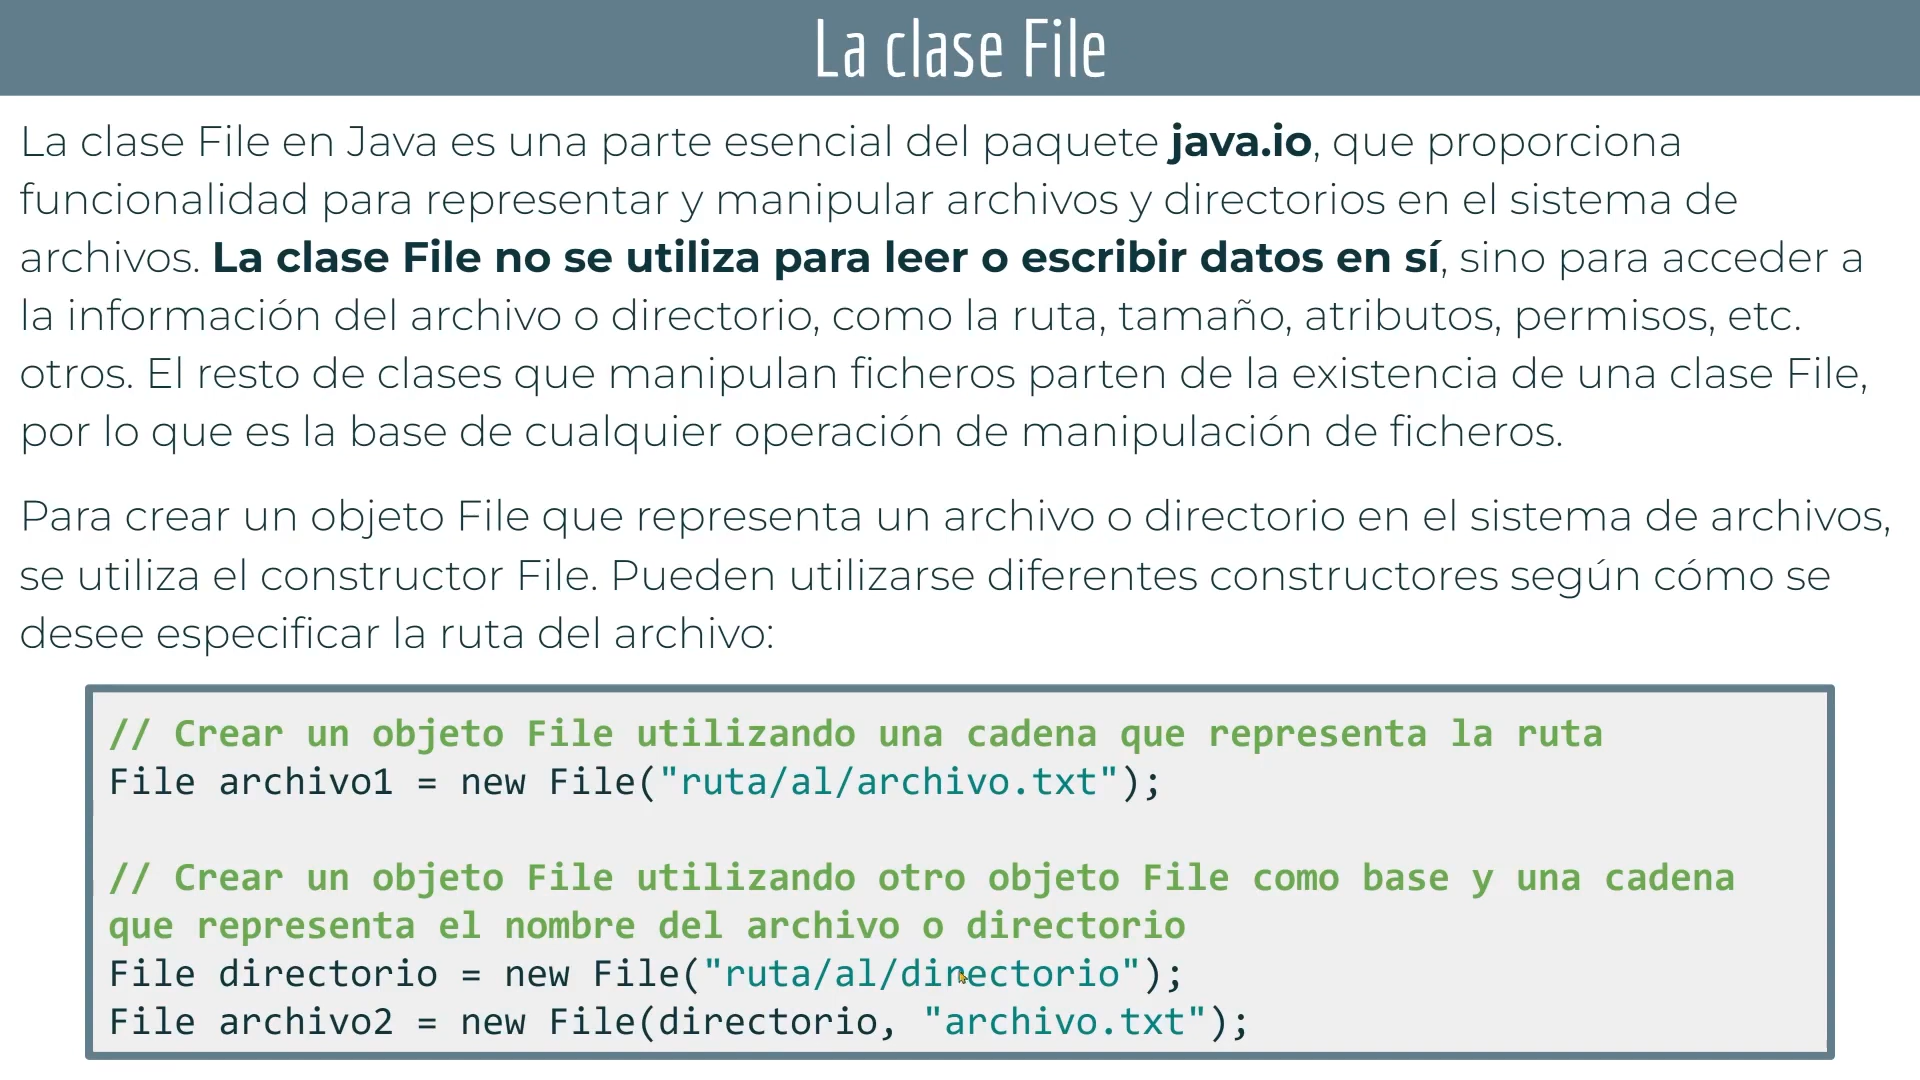 La clase File
La clase File en Java es una parte esencial del paquete java.io, que proporciona
funcionalidad para representar y manipular archivos y directorios en el sistema de
archivos. La clase File no se utiliza para leer o escribir datos en sí, sino para acceder a
la información del archivo o directorio, como la ruta, tamaño, atributos, permisos, etc.
otros. El resto de clases que manipulan ficheros parten de la existencia de una clase File,
por lo que es la base de cualquier operación de manipulación de ficheros.
Para crear un objeto File que representa un archivo o directorio en el sistema de archivos,
se utiliza el constructor File. Pueden utilizarse diferentes constructores según cómo se
desee especificar la ruta del archivo:
// Crear un objeto File utilizando una cadena que representa la ruta
File archivo1 = new File("ruta/al/archivo.txt");
// Crear un objeto File utilizando otro objeto File como base y una cadena
que representa el nombre del archivo o directorio
File directorio = new File("ruta/al/directorio");
File archivo2 = new File(directorio, "archivo.txt");